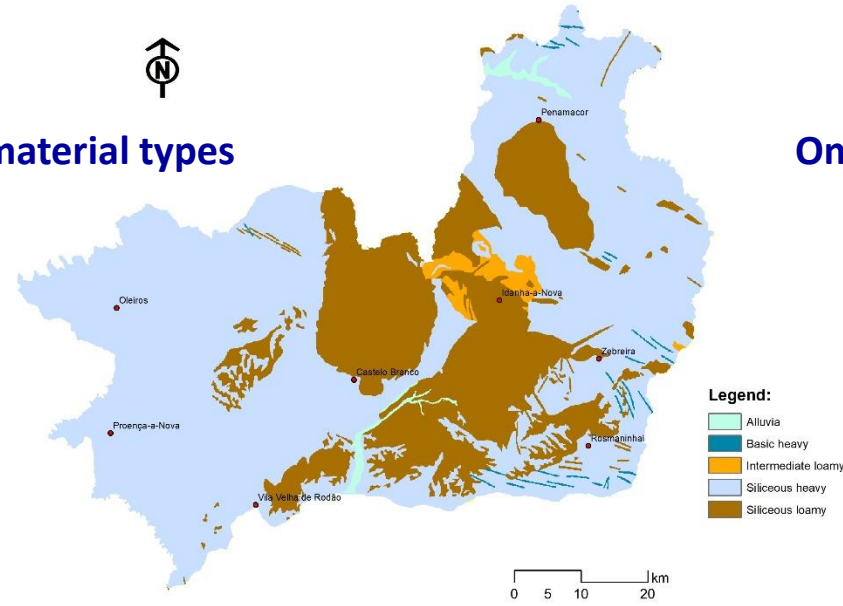 N
material types
On
Penamacor
Oleiros
Idanha-a-Nova
Zebreira
Castelo Branco
Legend:
Alluvia
Proença-a-Nova
Rosmaninhal
Basic heavy
Intermediate loamy
Siliceous heavy
Vila Velha de Rodão
Siliceous loamy
km
0 5 10 20